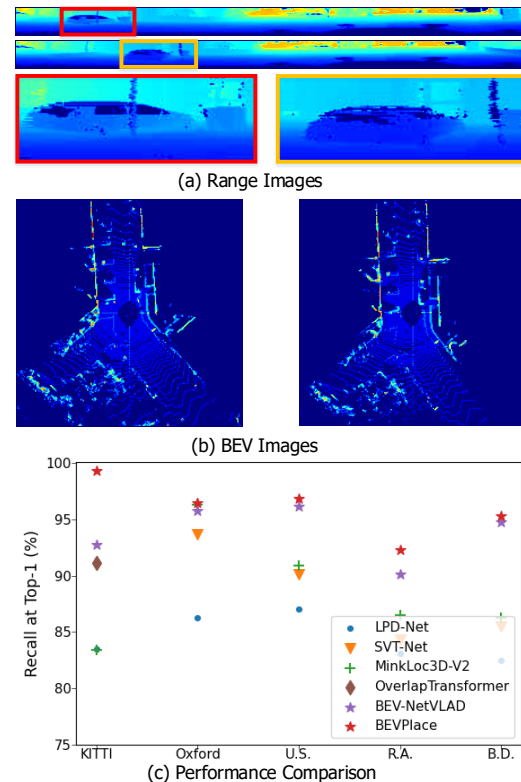 (a) Range Images
(b) BEV Images
100
95
90
85
80
75
Recall at Top-1 (%)
LPD-Net
SVT-Net
MinkLoc3D-V2
OverlapTransformer
BEV-NetVLAD
BEVPlace
KITTI
Oxford
U.S.
R.A.
B.D.
(c) Performance Comparison